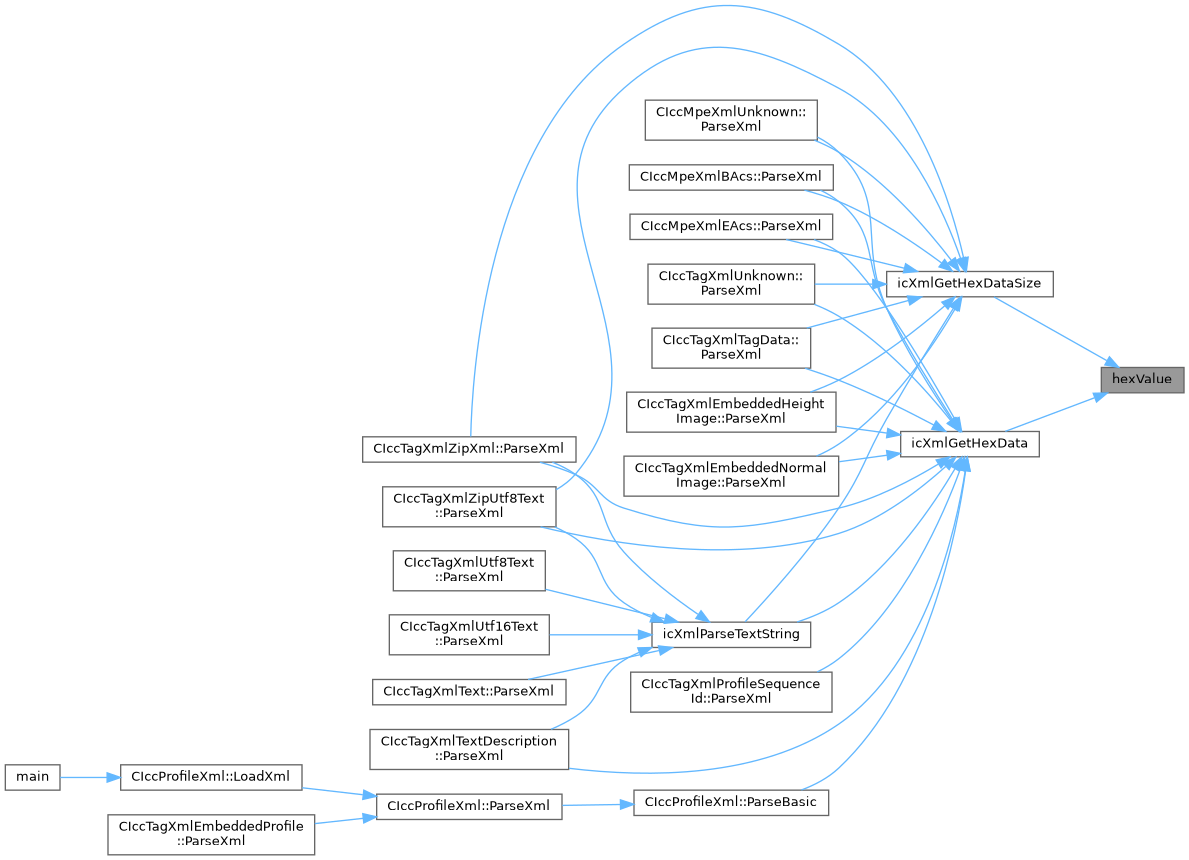 CIccMpeXmlUnknown::
ParseXml
CIccMpeXmlBAcs::ParseXml
CIccMpeXmlEAcs::ParseXml
CIccTagXmlUnknown::
ParseXml
icXmlGetHexDataSize
CIccTagXmlTagData::
ParseXml
hexValue
CIccTagXmlEmbeddedHeight
Image::ParseXml
CIccTagXmlZipXml::ParseXml
icXmlGetHexData
CIccTagXmlEmbeddedNormal
Image::ParseXml
CIccTagXmlZipUtf8Text
::ParseXml
CIccTagXmlUtf8Text
::ParseXml
CIccTagXmlUtf16Text
::ParseXml
icXmlParseTextString
CIccTagXmlText::ParseXml
CIccTagXmlProfileSequence
Id::ParseXml
CIccTagXmlTextDescription
::ParseXml
main
CIccProfileXml::LoadXml
CIccProfileXml::ParseXml
CIccProfileXml::ParseBasic
CIccTagXmlEmbeddedProfile
::ParseXml